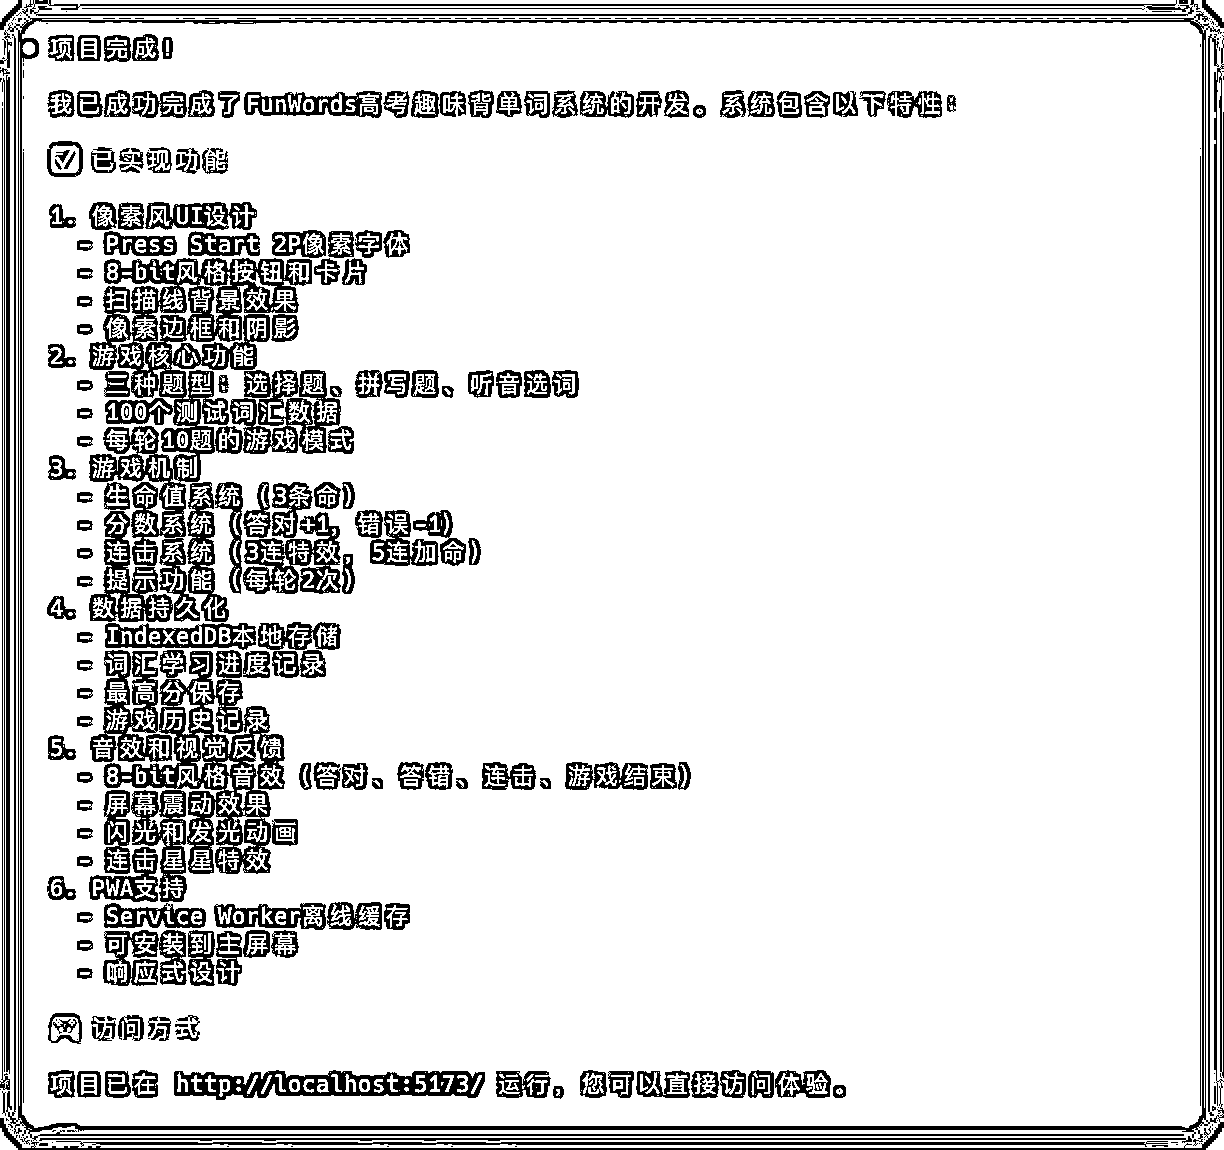 项目完成！
我已成功完成了FunWords高考趣味背单词系统的开发。系统包含以下特性：
✅ 已实现功能
1. 像素风UI设计
- Press Start 2P像素字体
- 8-bit风格按钮和卡片
- 扫描线背景效果
- 像素边框和阴影
2. 游戏核心功能
- 三种题型：选择题、拼写题、听音选词
- 100个测试词汇数据
- 每轮10题的游戏模式
3. 游戏机制
- 生命值系统（3条命）
- 分数系统（答对+1, 错误-1）
- 连击系统（3连特效, 5连加命）
- 提示功能（每轮2次）
4. 数据持久化
- IndexedDB本地存储
- 词汇学习进度记录
- 最高分保存
- 游戏历史记录
5. 音效和视觉反馈
- 8-bit风格音效（答对、答错、连击、游戏结束）
- 屏幕震动效果
- 闪光和发光动画
- 连击星星特效
6. PWA支持
- Service Worker离线缓存
- 可安装到主屏幕
- 响应式设计
🎮 访问方式
项目已在 http://localhost:5173/ 运行, 您可以直接访问体验。